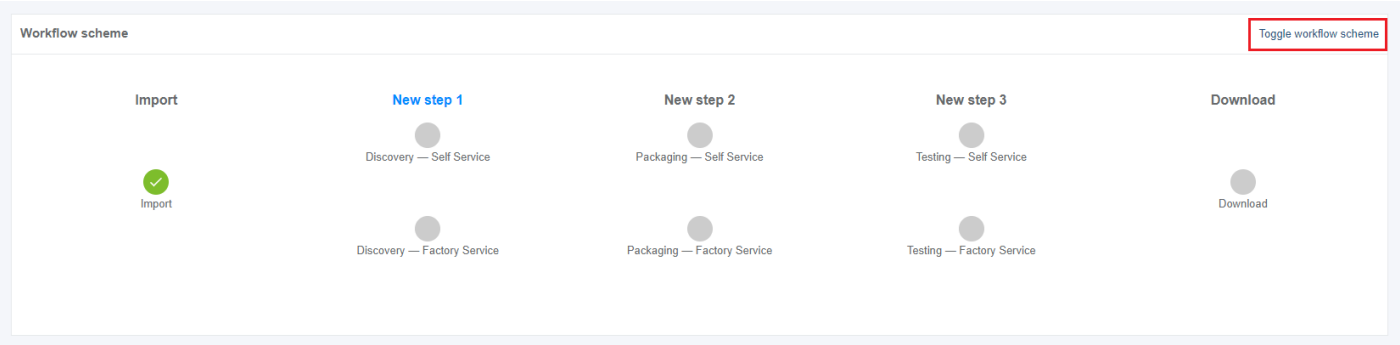 Workflow scheme
Toggle workflow scheme
Import
New step 1
New step 2
New step 3
Download
Discovery — Self Service
Packaging — Self Service
Testing — Self Service
Import
Download
Discovery — Factory Service
Packaging — Factory Service
Testing — Factory Service